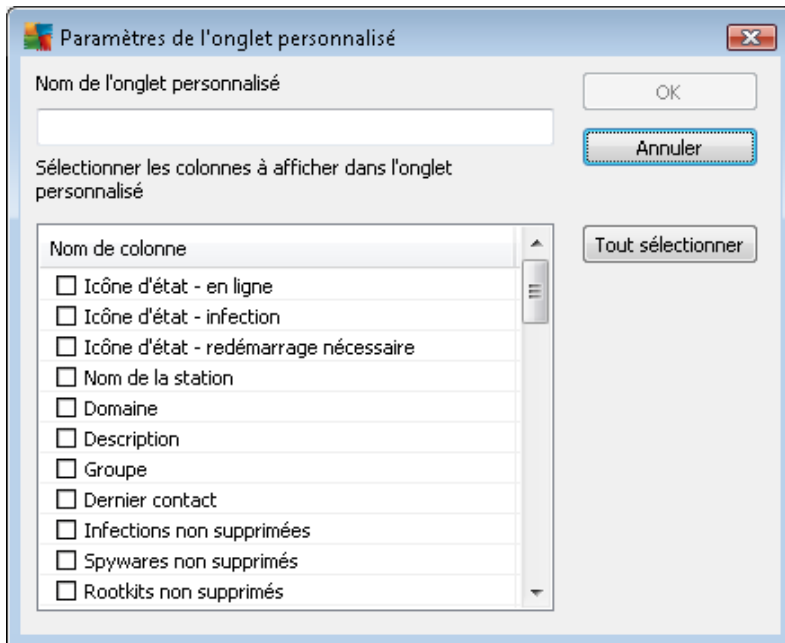 Paramètres de l'onglet personnalisé
Nom de l'onglet personnalisé
OK
Annuler
Sélectionner les colonnes à afficher dans l'onglet
personnalisé
Tout sélectionner
Nom de colonne
Icône d'état - en ligne
Icône d'état - infection
Icône d'état - redémarrage nécessaire
Nom de la station
Domaine
Description
Groupe
Dernier contact
Infections non supprimées
Spywares non supprimés
Rootkits non supprimés